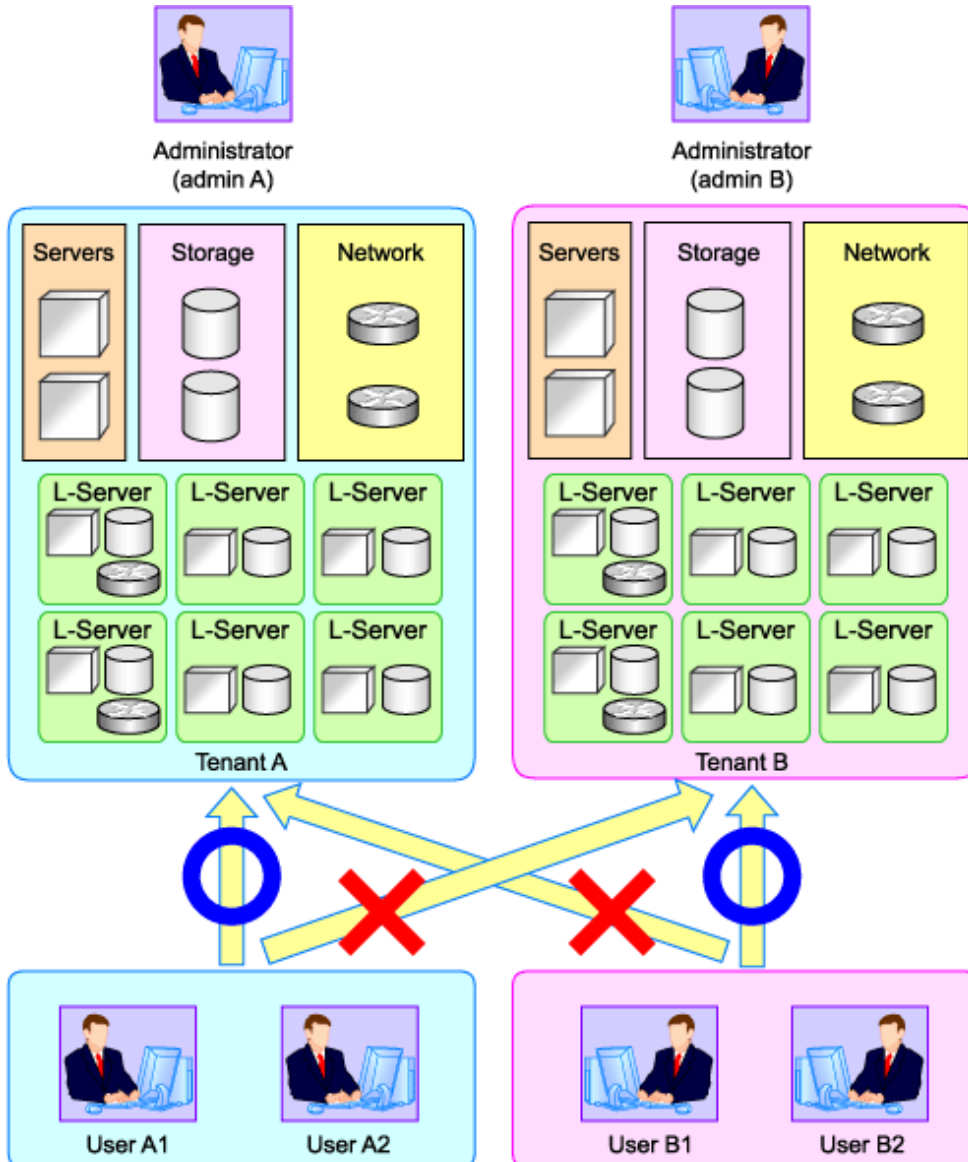 Administrator
(admin A)
Administrator
(admin B)
Servers
Storage
Network
L-Server
L-Server
L-Server
L-Server
L-Server
L-Server
Tenant A
Servers
Storage
Network
L-Server
L-Server
L-Server
L-Server
L-Server
L-Server
Tenant B
User A1
User A2
User B1
User B2